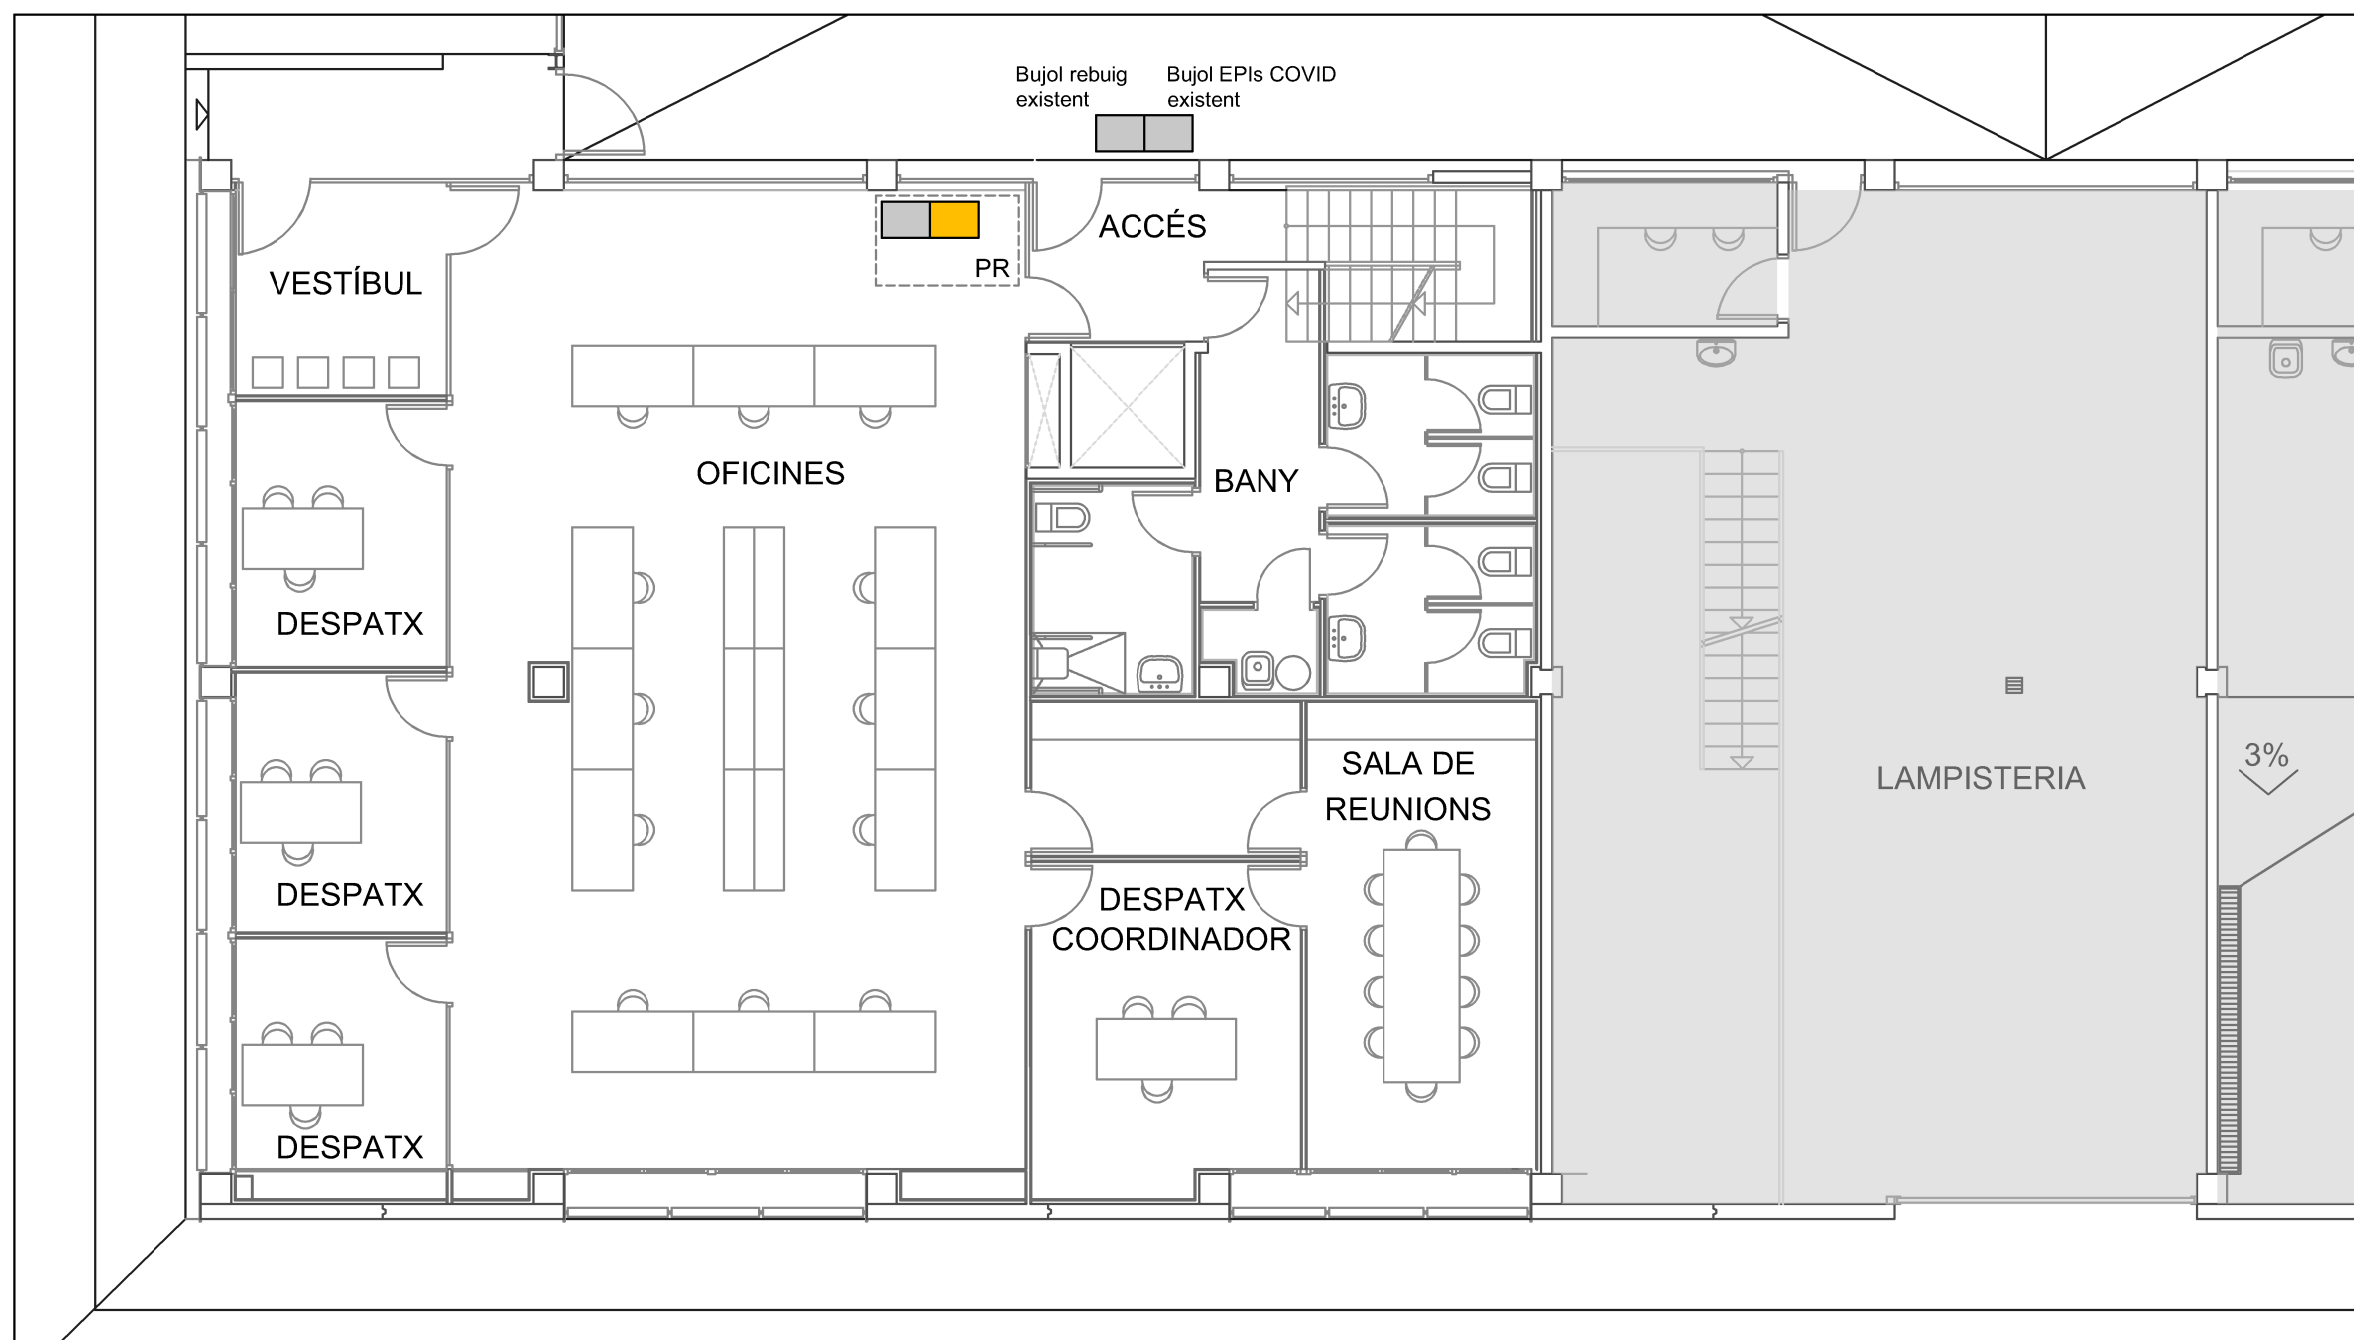 Bujol rebuig
existent
Bujol EPIs COVID
existent
ACCÉS
PR
VESTÍBUL
OFICINES
BANY
DESPATX
SALA DE
REUNIONS
LAMPISTERIA
3%
DESPATX
DESPATX
COORDINADOR
DESPATX